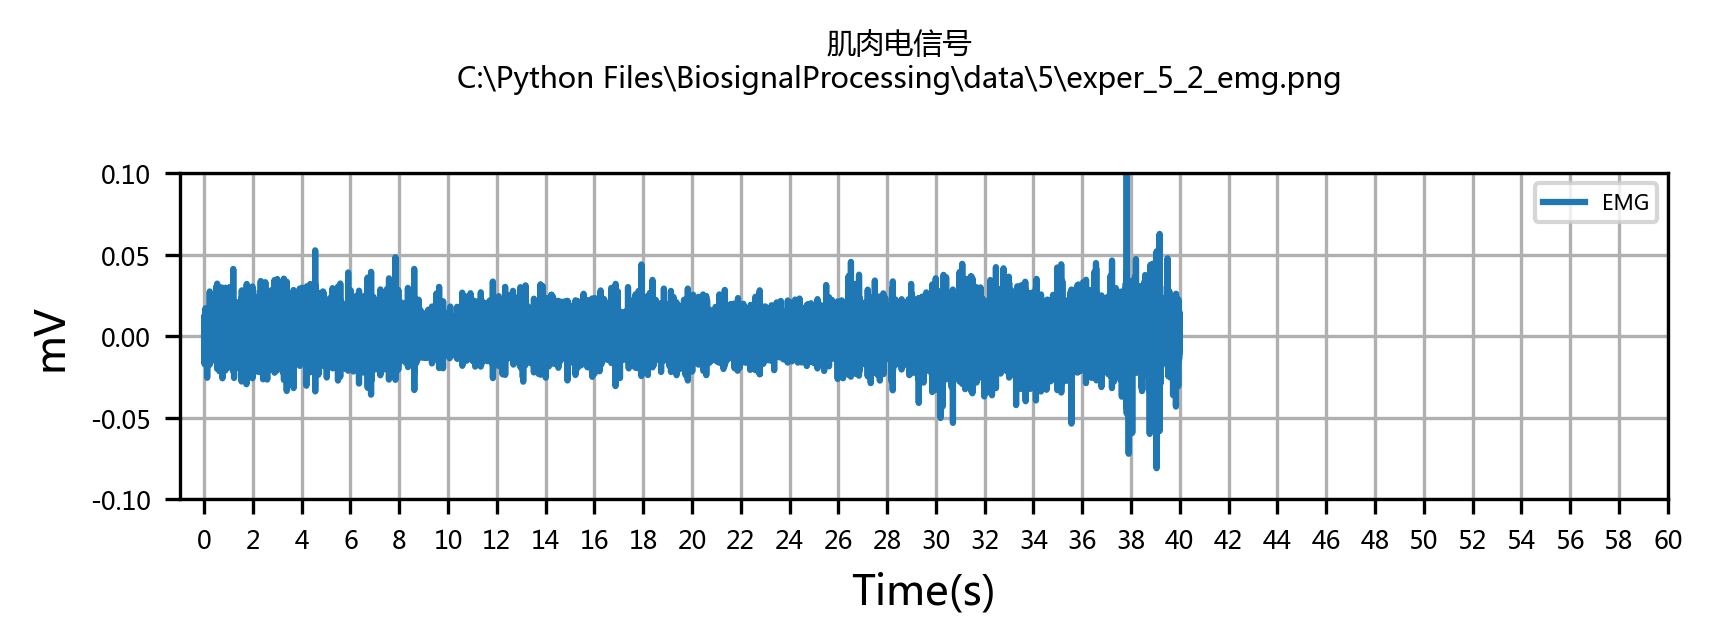 肌肉电信号
C:\Python Files\BiosignalProcessing\data\5\exper_5_2_emg.png
0.10
0.05
0.00
-0.05
-0.10
mV
EMG
0 2 4 6 8 10 12 14 16 18 20 22 24 26 28 30 32 34 36 38 40 42 44 46 48 50 52 54 56 58 60
Time(s)